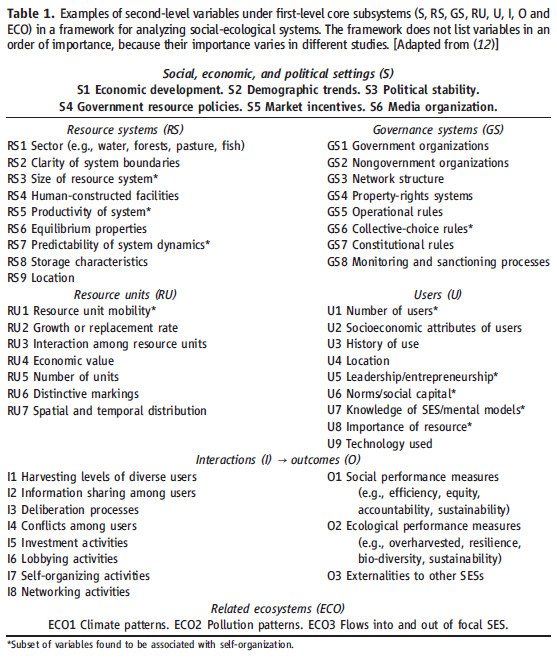 Table 1. Examples of second-level variables under first-level core subsystems (S, RS, GS, RU, U, I, O and
ECO) in a framework for analyzing social-ecological systems. The framework does not list variables in an
order of importance, because their importance varies in different studies. [Adapted from (12)]
Social, economic, and political settings (S)
S1 Economic development. S2 Demographic trends. S3 Political stability.
S4 Government resource policies. S5 Market incentives. S6 Media organization.
Resource systems (RS)
RS1 Sector (e.g., water, forests, pasture, fish)
RS2 Clarity of system boundaries
RS3 Size of resource system*
RS4 Human-constructed facilities
RS5 Productivity of system*
RS6 Equilibrium properties
RS7 Predictability of system dynamics*
RS8 Storage characteristics
RS9 Location
Governance systems (GS)
GS1 Government organizations
GS2 Nongovernment organizations
GS3 Network structure
GS4 Property-rights systems
GS5 Operational rules
GS6 Collective-choice rules*
GS7 Constitutional rules
GS8 Monitoring and sanctioning processes
Resource units (RU)
RU1 Resource unit mobility*
RU2 Growth or replacement rate
RU3 Interaction among resource units
RU4 Economic value
RU5 Number of units
RU6 Distinctive markings
RU7 Spatial and temporal distribution
Users (U)
U1 Number of users*
U2 Socioeconomic attributes of users
U3 History of use
U4 Location
U5 Leadership/entrepreneurship*
U6 Norms/social capital*
U7 Knowledge of SES/mental models*
U8 Importance of resource*
U9 Technology used
Interactions (I) → outcomes (O)
I1 Harvesting levels of diverse users
I2 Information sharing among users
I3 Deliberation processes
I4 Conflicts among users
I5 Investment activities
I6 Lobbying activities
I7 Self-organizing activities
I8 Networking activities
O1 Social performance measures
(e.g., efficiency, equity,
accountability, sustainability)
O2 Ecological performance measures
(e.g., overharvested, resilience,
bio-diversity, sustainability)
O3 Externalities to other SESs
Related ecosystems (ECO)
ECO1 Climate patterns. ECO2 Pollution patterns. ECO3 Flows into and out of focal SES.
*Subset of variables found to be associated with self-organization.